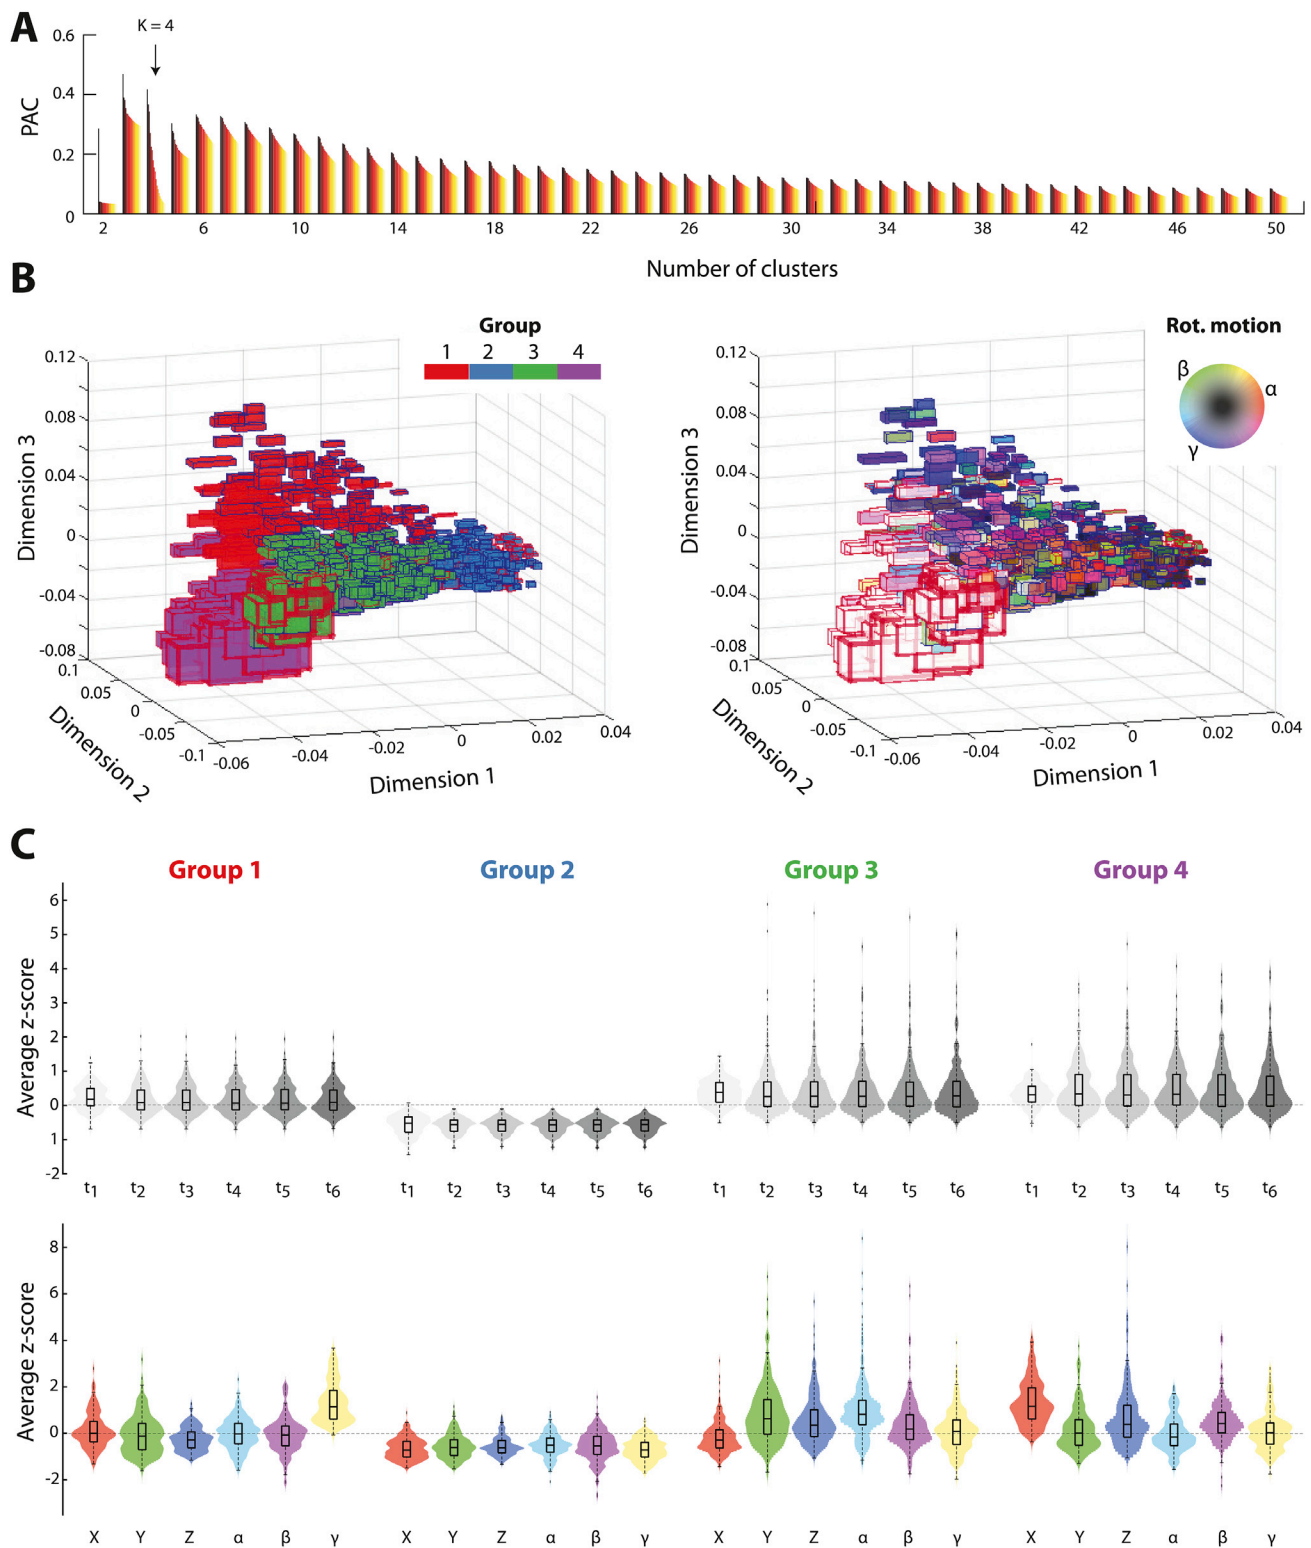 A
K = 4
0.6
0.4
0.2
0
PAC
2 6 10 14 18 22 26 30 34 38 42 46 50
Number of clusters
B
Group
1 2 3 4
0.12
0.08
0.04
0
-0.04
-0.08
Dimension 3
0.1
0.05
0
-0.05
-0.1
Dimension 2
-0.06 -0.04 -0.02 0 0.02 0.04
Dimension 1
Rot. motion
β
α
γ
0.12
0.08
0.04
0
-0.04
-0.08
Dimension 3
0.1
0.05
0
-0.05
-0.1
Dimension 2
-0.06 -0.04 -0.02 0 0.02 0.04
Dimension 1
C
Group 1 Group 2 Group 3 Group 4
6
5
4
3
2
1
0
1
-2
Average z-score
t1 t2 t3 t4 t5 t6 t1 t2 t3 t4 t5 t6 t1 t2 t3 t4 t5 t6 t1 t2 t3 t4 t5 t6
8
6
4
2
0
-2
Average z-score
X Y Z α β γ X Y Z α β γ X Y Z α β γ X Y Z α β γ